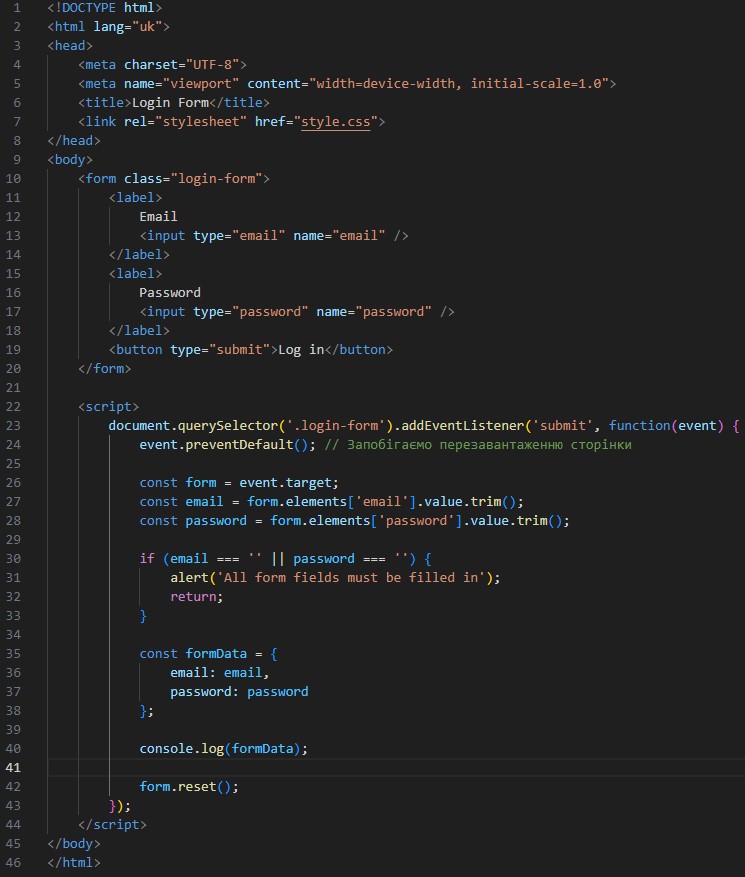 1 <!DOCTYPE html>
2 <html lang="uk">
3 <head>
4     <meta charset="UTF-8">
5     <meta name="viewport" content="width=device-width, initial-scale=1.0">
6     <title>Login Form</title>
7     <link rel="stylesheet" href="style.css">
8 </head>
9 <body>
10     <form class="login-form">
11         <label>
12             Email
13             <input type="email" name="email" />
14         </label>
15         <label>
16             Password
17             <input type="password" name="password" />
18         </label>
19         <button type="submit">Log in</button>
20     </form>
21
22     <script>
23         document.querySelector('.login-form').addEventListener('submit', function(event) {
24             event.preventDefault(); // Запобігаємо перезавантаженню сторінки
25
26             const form = event.target;
27             const email = form.elements['email'].value.trim();
28             const password = form.elements['password'].value.trim();
29
30             if (email === '' || password === '') {
31                 alert('All form fields must be filled in');
32                 return;
33             }
34
35             const formData = {
36                 email: email,
37                 password: password
38             };
39
40             console.log(formData);
41
42             form.reset();
43         });
44     </script>
45 </body>
46 </html>